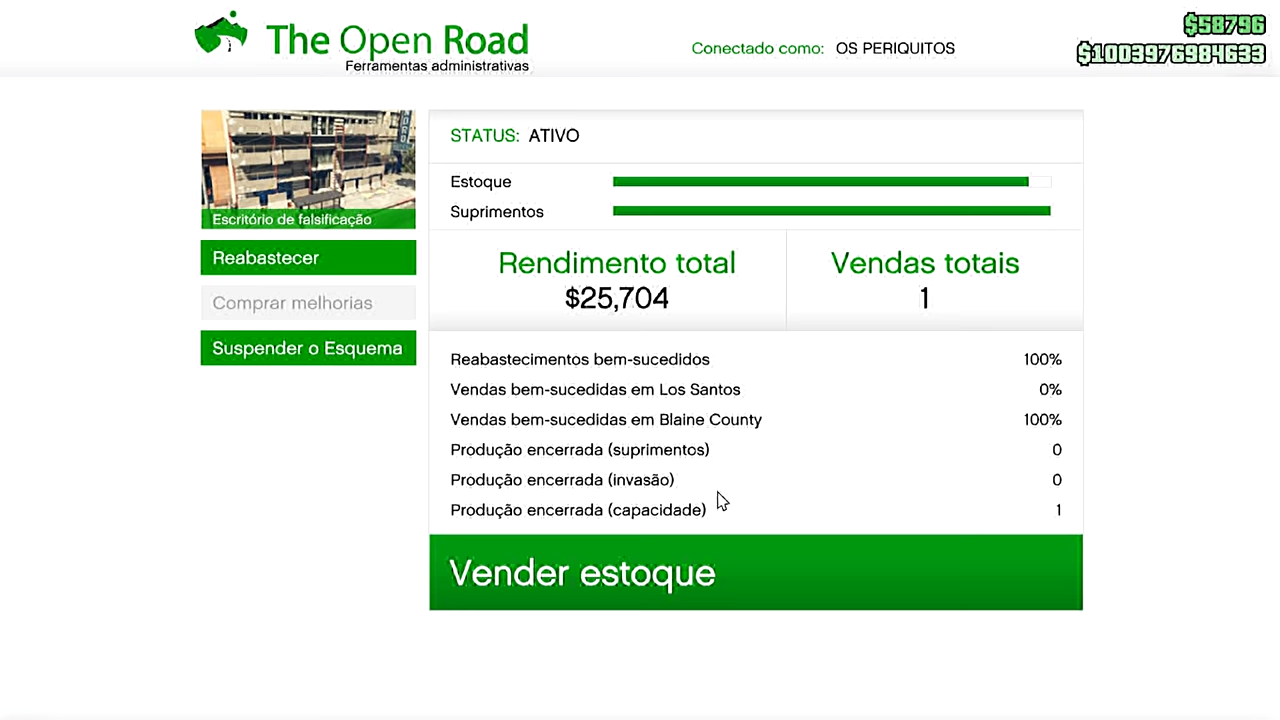 The Open Road
Ferramentas administrativas
Conectado como: OS PERIQUITOS
$58796
$1003976984633
Escritório de falsificação
Reabastecer
Comprar melhorias
Suspender o Esquema
STATUS: ATIVO
Estoque
Suprimentos
Rendimento total
$25,704
Vendas totais
1
Reabastecimentos bem-sucedidos 100%
Vendas bem-sucedidas em Los Santos 0%
Vendas bem-sucedidas em Blaine County 100%
Produção encerrada (suprimentos) 0
Produção encerrada (invasão) 0
Produção encerrada (capacidade) 1
Vender estoque